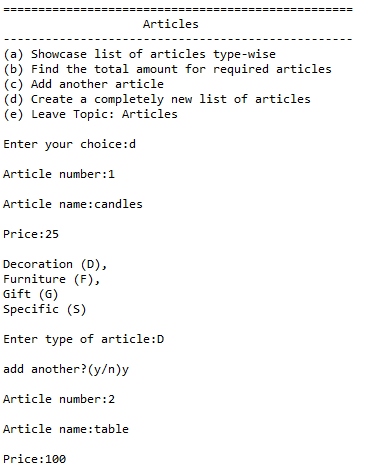 ==================================================
Articles
--------------------------------------------------
(a) Showcase list of articles type-wise
(b) Find the total amount for required articles
(c) Add another article
(d) Create a completely new list of articles
(e) Leave Topic: Articles
Enter your choice:d
Article number:1
Article name:candles
Price:25
Decoration (D),
Furniture (F),
Gift (G)
Specific (S)
Enter type of article:D
add another?(y/n)y
Article number:2
Article name:table
Price:100